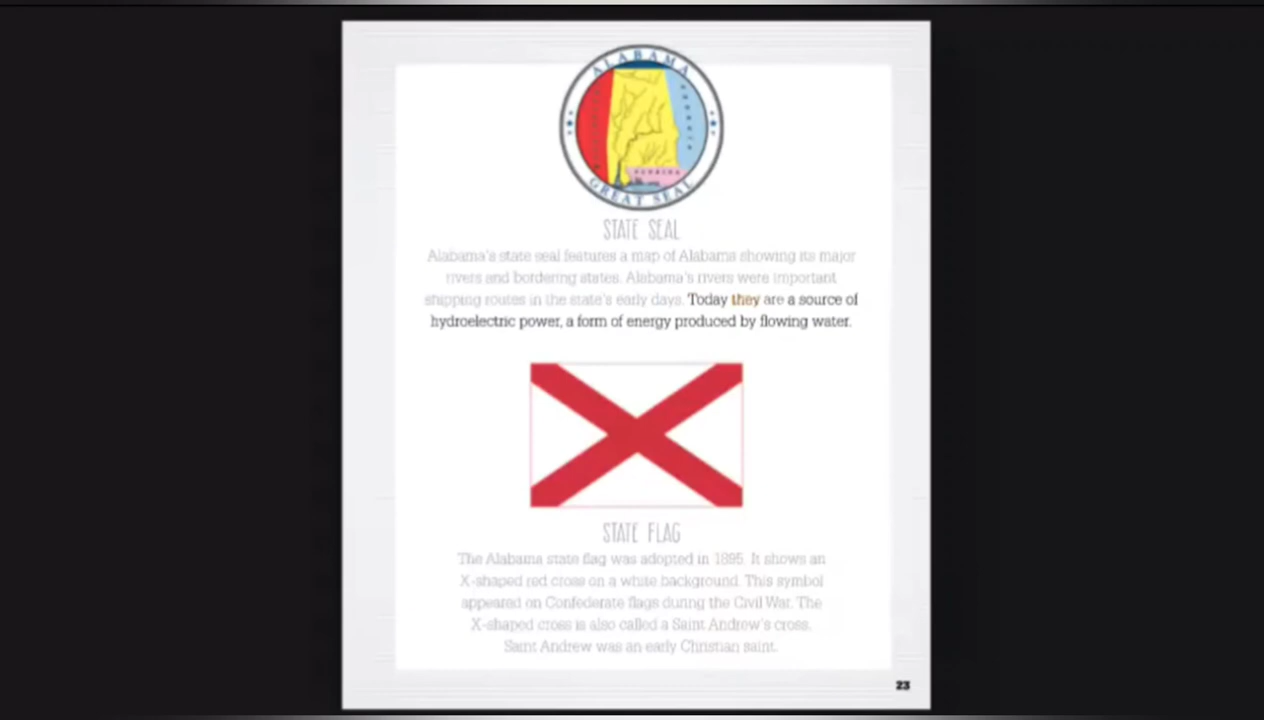 ALABAMA
FLORIDA
GREAT SEAL
STATE SEAL
Alabama's state seal features a map of Alabama showing its major
rivers and bordering states. Alabama's rivers were important
shipping routes in the state's early days. Today they are a source of
hydroelectric power, a form of energy produced by flowing water.
STATE FLAG
The Alabama state flag was adopted in 1895. It shows an
X-shaped red cross on a white background. This symbol
appeared on Confederate flags during the Civil War. The
X-shaped cross is also called a Saint Andrew's cross.
Saint Andrew was an early Christian saint.
23